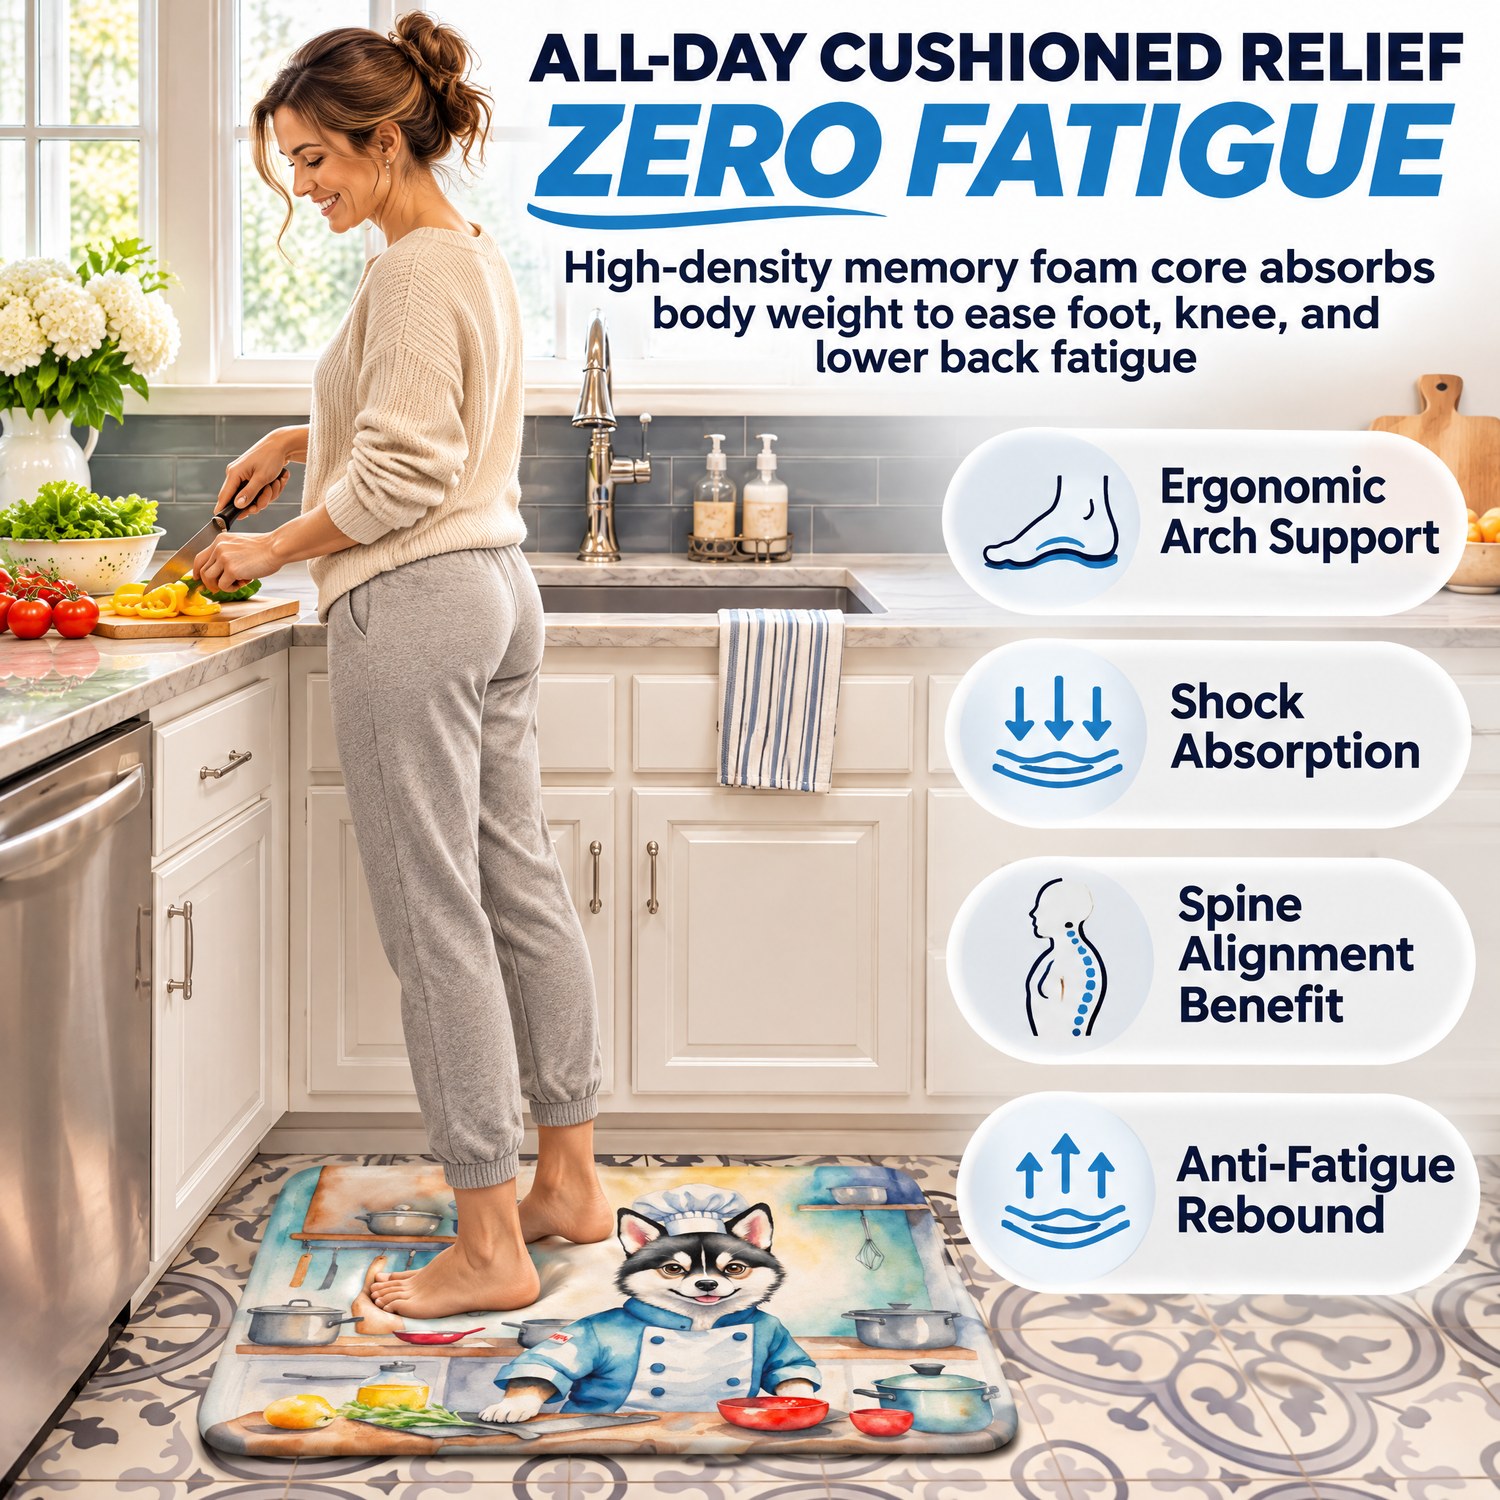 ALL-DAY CUSHIONED RELIEF
ZERO FATIGUE
High-density memory foam core absorbs
body weight to ease foot, knee, and
lower back fatigue
Ergonomic
Arch Support
Shock
Absorption
Spine
Alignment
Benefit
Anti-Fatigue
Rebound